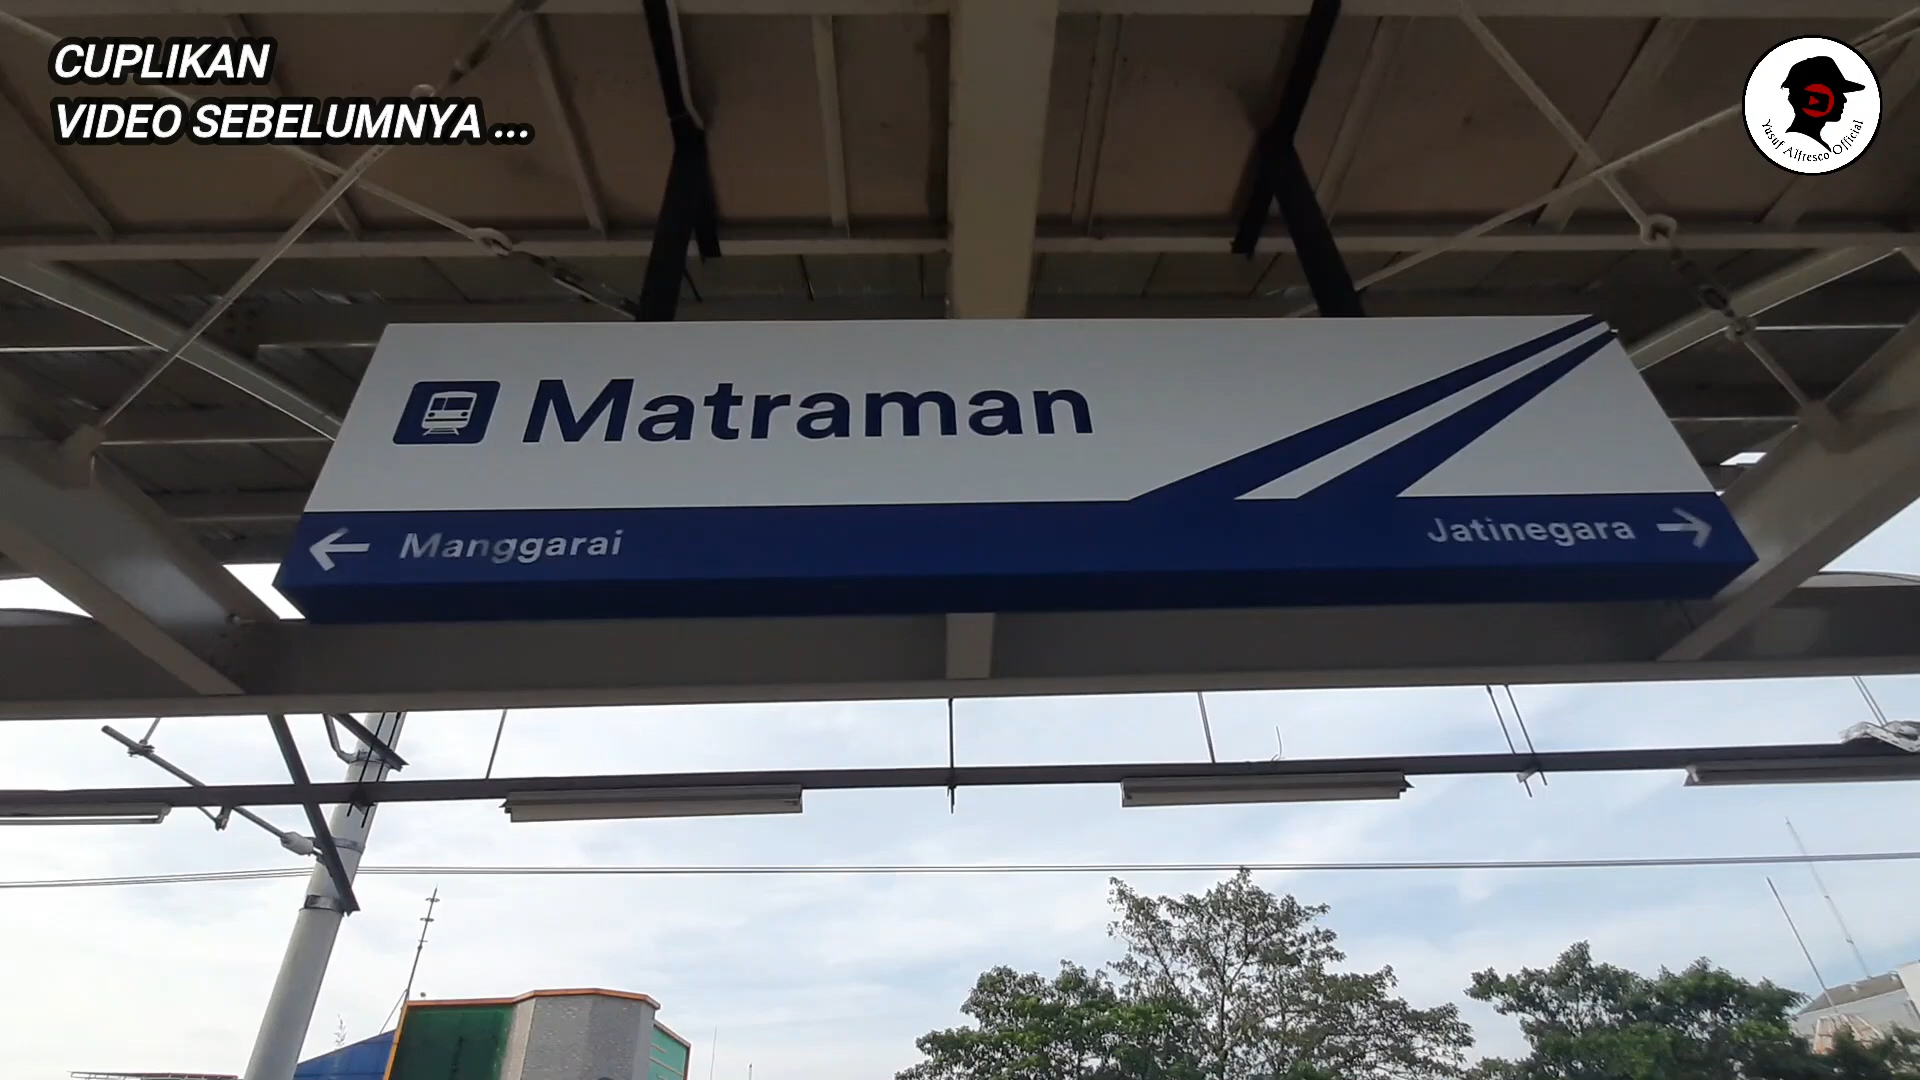 CUPLIKAN
VIDEO SEBELUMNYA ...
Yusuf Alfresco Official
Matraman
← Manggarai
Jatinegara →